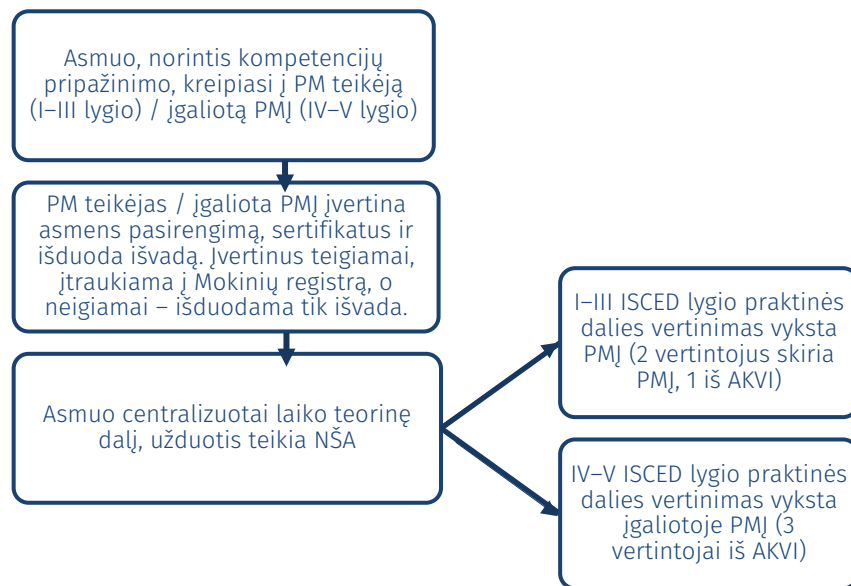 Asmuo, norintis kompetencijų
pripažinimo, kreipiasi į PM teikėją
(I–III lygio) / įgaliotą PMĮ (IV–V lygio)
PM teikėjas / įgaliota PMĮ įvertina
asmens pasirengimą, sertifikatus ir
išduoda išvadą. Įvertinus teigiamai,
įtraukiama į Mokinių registrą, o
neigiamai – išduodama tik išvada.
Asmuo centralizuotai laiko teorinę
dalį, užduotis teikia NŠA
I–III ISCED lygio praktinės
dalies vertinimas vyksta
PMĮ (2 vertintojus skiria
PMĮ, 1 iš AKVI)
IV–V ISCED lygio praktinės
dalies vertinimas vyksta
įgaliotoje PMĮ (3
vertintojai iš AKVI)